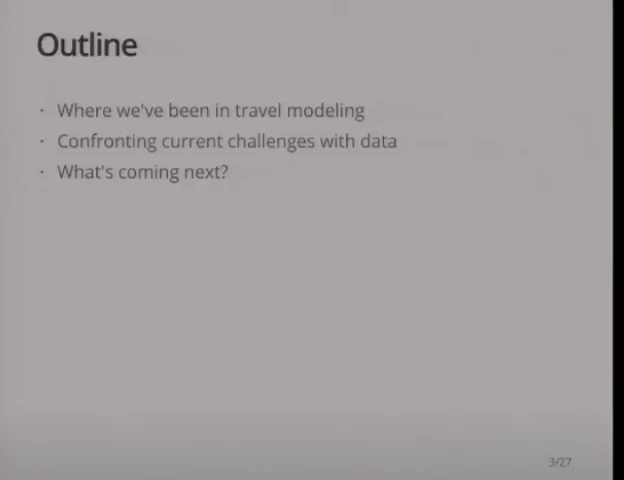 Outline
· Where we've been in travel modeling
· Confronting current challenges with data
· What's coming next?
3/27